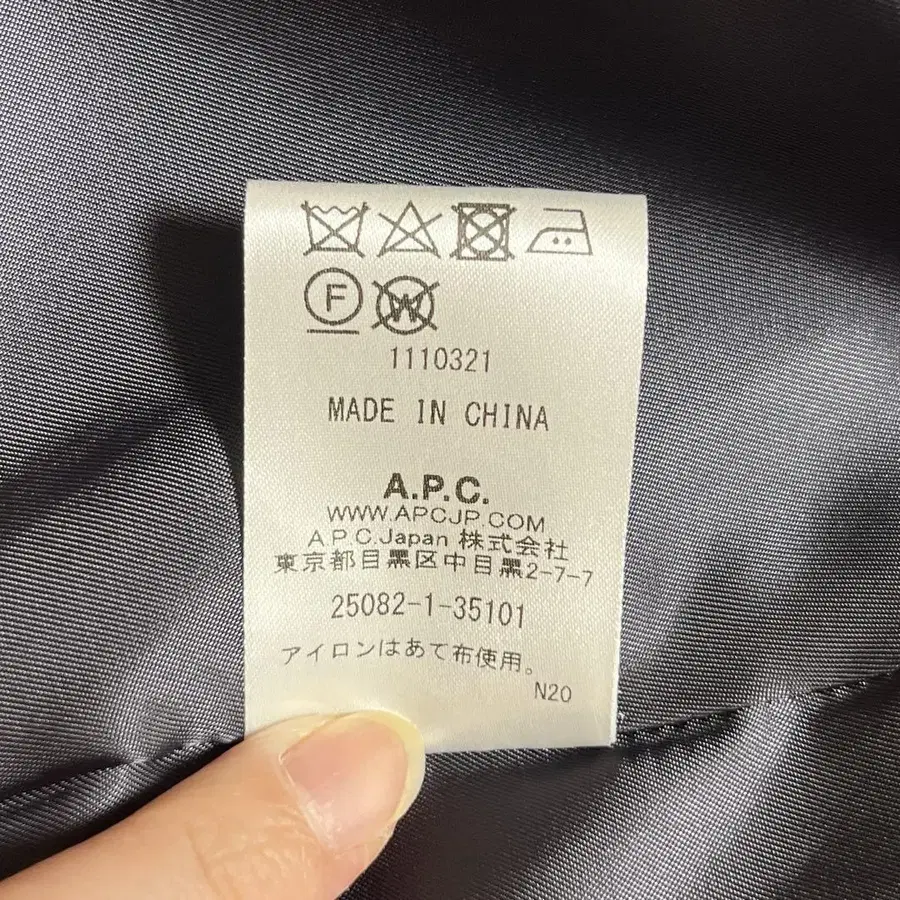 F W
1110321
MADE IN CHINA
A.P.C.
WWW.APCJP.COM
A.P.C.Japan 株式会社
東京都目黒区中目黒2-7-7
25082-1-35101
アイロンはあて布使用。
N20